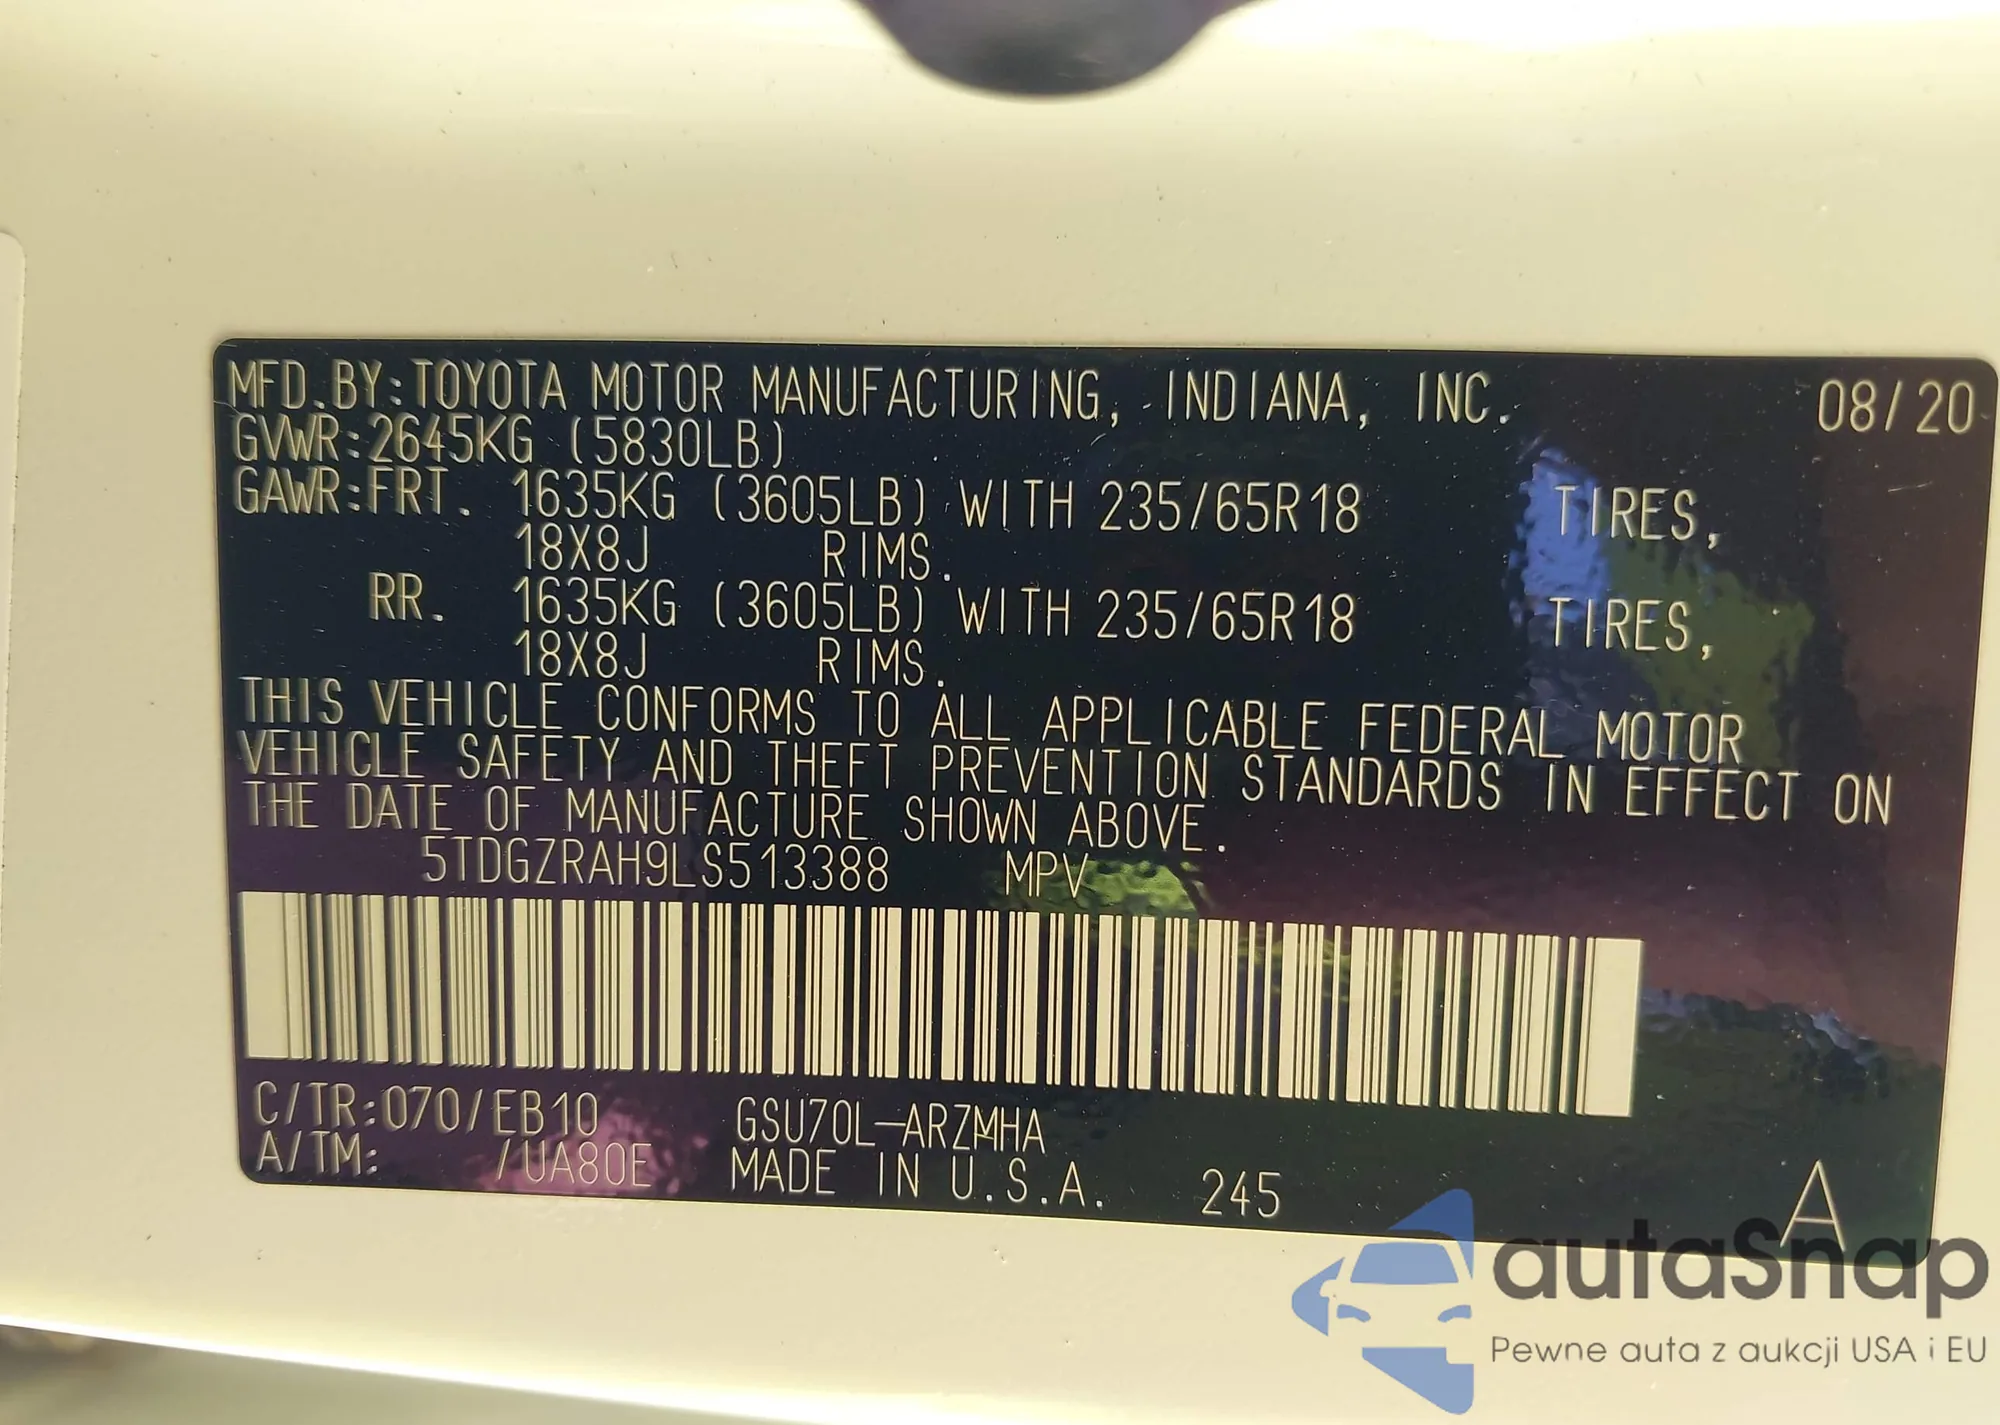 MFD.BY:TOYOTA MOTOR MANUFACTURING, INDIANA, INC. 08/20
GVWR:2645KG (5830LB)
GAWR:FRT. 1635KG (3605LB) WITH 235/65R18 TIRES,
18X8J RIMS.
RR. 1635KG (3605LB) WITH 235/65R18 TIRES,
18X8J RIMS.
THIS VEHICLE CONFORMS TO ALL APPLICABLE FEDERAL MOTOR
VEHICLE SAFETY AND THEFT PREVENTION STANDARDS IN EFFECT ON
THE DATE OF MANUFACTURE SHOWN ABOVE.
5TDGZRAH9LS513388 MPV
C/TR:070/EB10 GSU70L-ARZMHA
A/TM: /UA80E MADE IN U.S.A. 245 A
autaSnap
Pewne auta z aukcji USA i EU